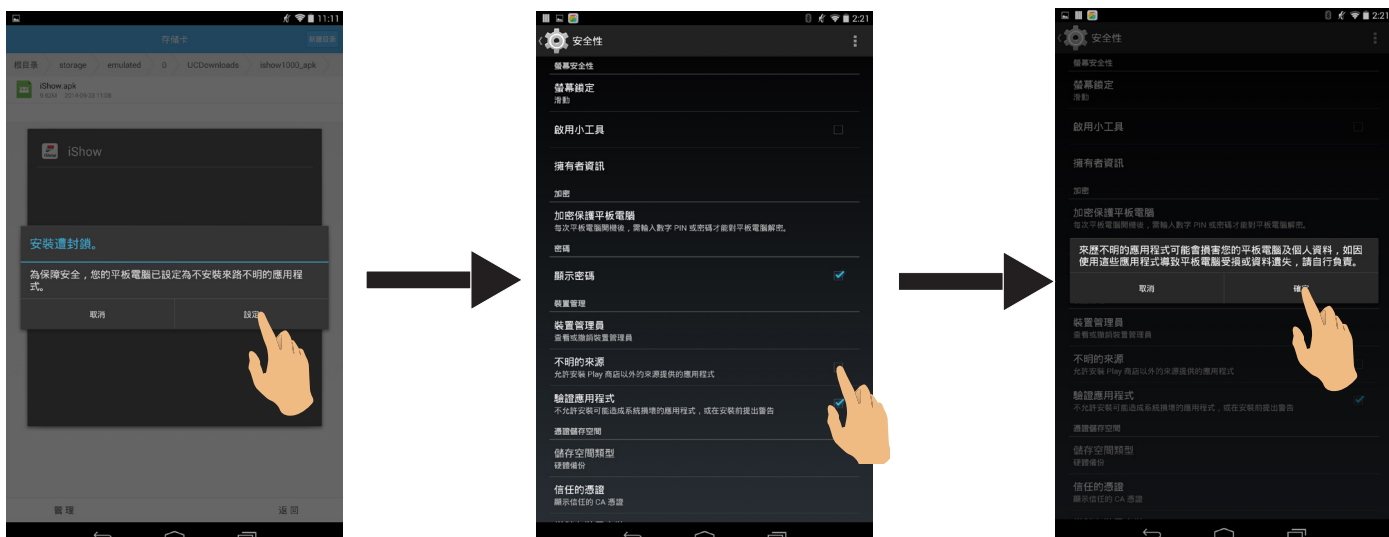 11:11
存储卡
根目录 storage emulated 0 UCDownloads ishow1000_apk
iShow.apk
iShow
安裝遭封鎖。
為保障安全，您的平板電腦已設定為不安裝來路不明的應用程
式。
取消 設定
管理 返回
2:21
安全性
螢幕安全性
螢幕鎖定
滑動
啟用小工具
擁有者資訊
加密
加密保護平板電腦
每次平板電腦開機後，需輸入數字 PIN 或密碼才能對平板電腦解密。
密碼
顯示密碼
裝置管理
裝置管理員
查看或撤銷裝置管理員
不明的來源
允許安裝 Play 商店以外的來源提供的應用程式
驗證應用程式
不允許安裝可能造成系統損壞的應用程式，或在安裝前提出警告
憑證儲存空間
儲存空間類型
硬體備份
信任的憑證
顯示信任的 CA 憑證
2:21
安全性
螢幕安全性
螢幕鎖定
滑動
啟用小工具
擁有者資訊
加密
加密保護平板電腦
每次平板電腦開機後，需輸入數字 PIN 或密碼才能對平板電腦解密。
來歷不明的應用程式可能會損害您的平板電腦及個人資料，如因
使用這些應用程式導致平板電腦受損或資料遺失，請自行負責。
取消 確定
裝置管理員
查看或撤銷裝置管理員
不明的來源
允許安裝 Play 商店以外的來源提供的應用程式
驗證應用程式
不允許安裝可能造成系統損壞的應用程式，或在安裝前提出警告
憑證儲存空間
儲存空間類型
硬體備份
信任的憑證
顯示信任的 CA 憑證